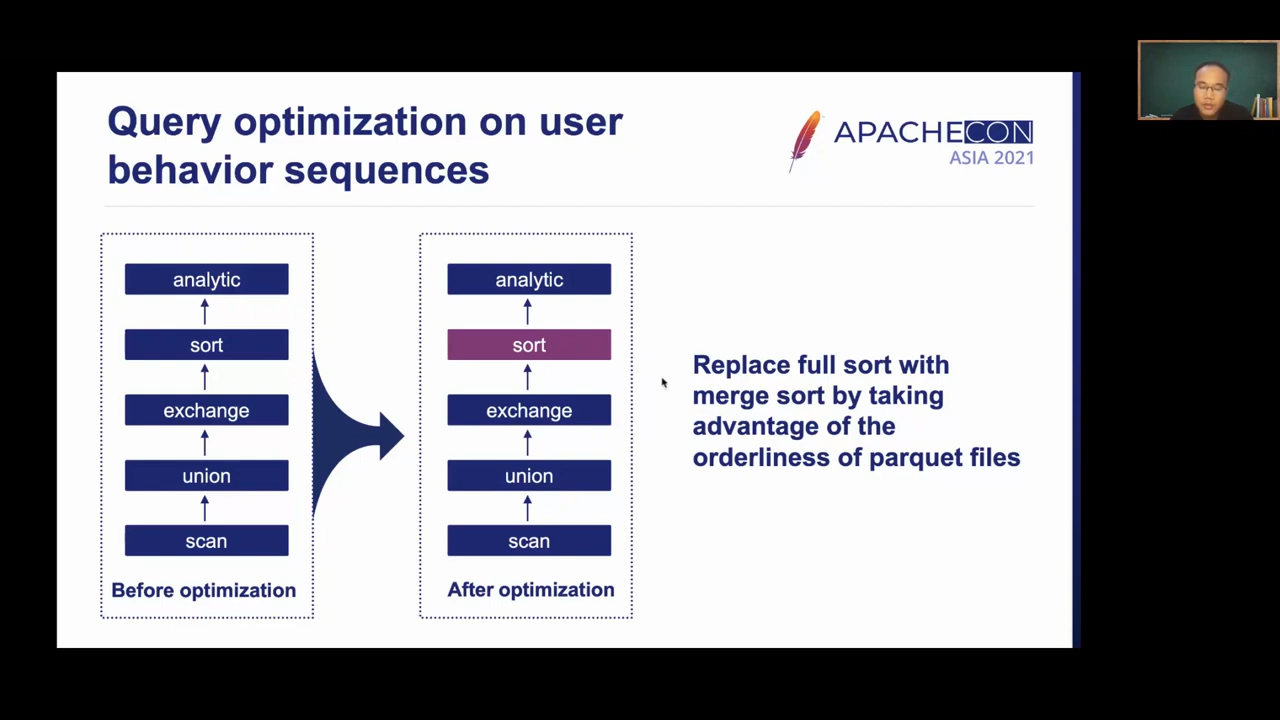 Query optimization on user
behavior sequences
APACHECON
ASIA 2021
analytic
sort
exchange
union
scan
Before optimization
analytic
sort
exchange
union
scan
After optimization
Replace full sort with
merge sort by taking
advantage of the
orderliness of parquet files